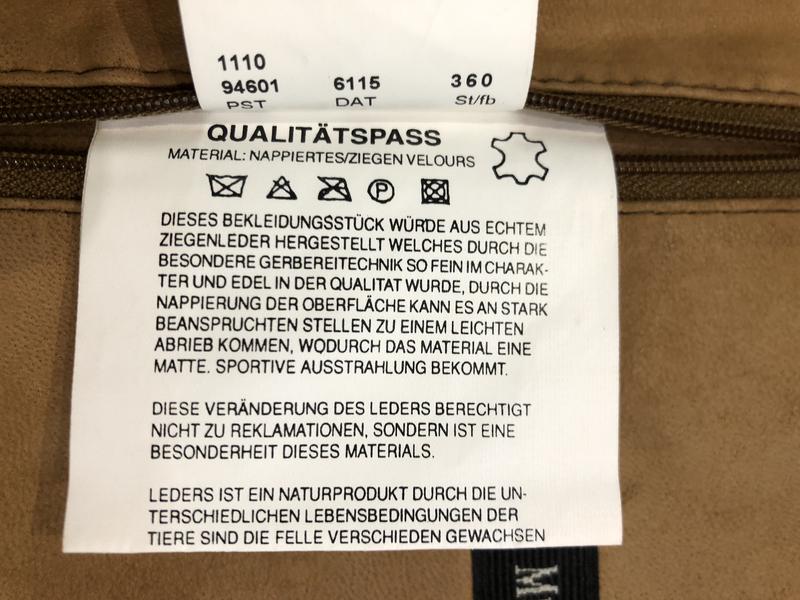 1110
94601 6115 360
PST DAT St/fb
QUALITÄTSPASS
MATERIAL: NAPPIERTES/ZIEGEN VELOURS
P
DIESES BEKLEIDUNGSSTÜCK WÜRDE AUS ECHTEM
ZIEGENLEDER HERGESTELLT WELCHES DURCH DIE
BESONDERE GERBEREITECHNIK SO FEIN IM CHARAK-
TER UND EDEL IN DER QUALITAT WURDE, DURCH DIE
NAPPIERUNG DER OBERFLÄCHE KANN ES AN STARK
BEANSPRUCHTEN STELLEN ZU EINEM LEICHTEN
ABRIEB KOMMEN, WODURCH DAS MATERIAL EINE
MATTE. SPORTIVE AUSSTRAHLUNG BEKOMMT.
DIESE VERÄNDERUNG DES LEDERS BERECHTIGT
NICHT ZU REKLAMATIONEN, SONDERN IST EINE
BESONDERHEIT DIESES MATERIALS.
LEDERS IST EIN NATURPRODUKT DURCH DIE UN-
TERSCHIEDLICHEN LEBENSBEDINGUNGEN DER
TIERE SIND DIE FELLE VERSCHIEDEN GEWACHSEN